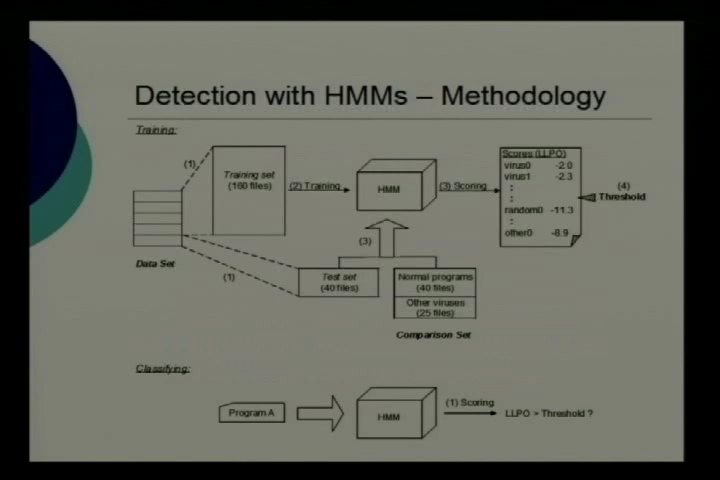 Detection with HMMs – Methodology
Training:
(1)
Training set
(160 files)
(2) Training
HMM
(3) Scoring
Scores (LLPO)
virus0 -2.0
virus1 -2.3
:
:
random0 -11.3
:
other0 -8.9
(4)
Threshold
Data Set
(1)
(3)
Test set
(40 files)
Normal programs
(40 files)
Other viruses
(25 files)
Comparison Set
Classifying:
Program A
HMM
(1) Scoring
LLPO > Threshold ?